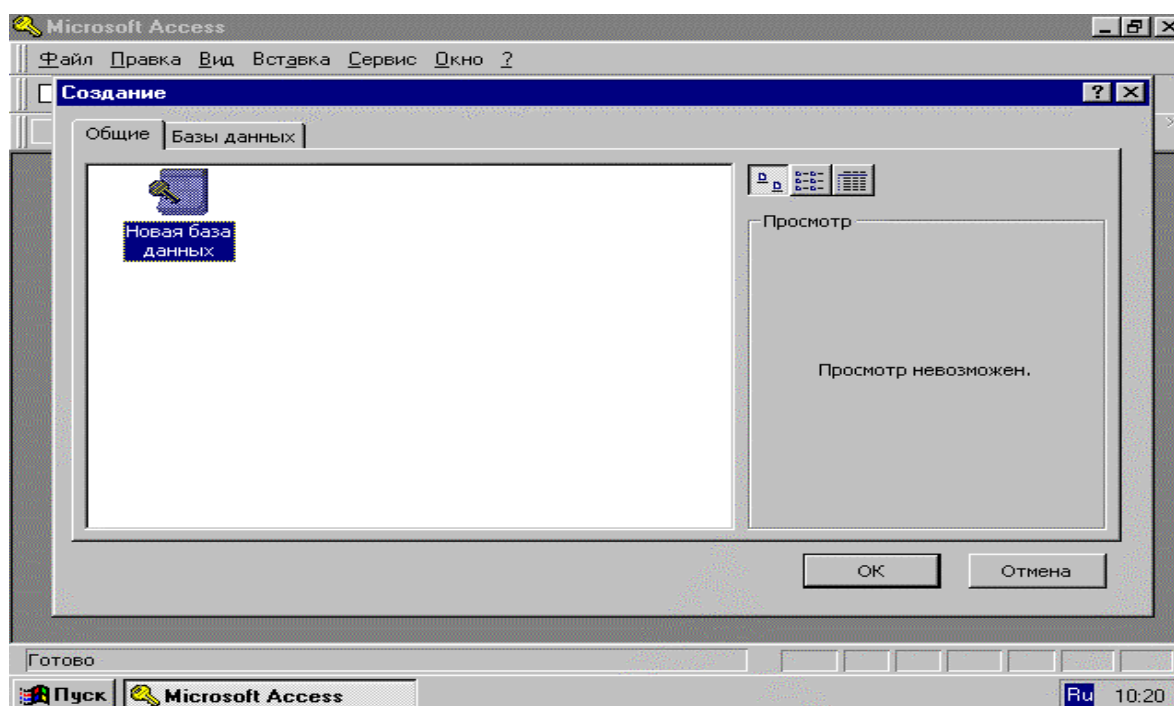 Microsoft Access
Файл Правка Вид Вставка Сервис Окно ?
Создание
Общие Базы данных
Новая база
данных
Просмотр
Просмотр невозможен.
ОК Отмена
Готово
Пуск Microsoft Access Ru 10:20